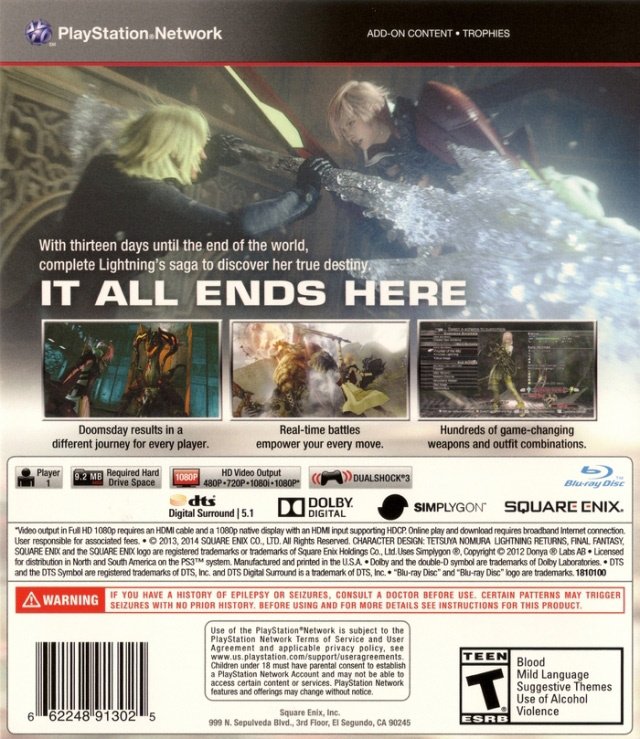 PlayStation®Network
ADD-ON CONTENT • TROPHIES
With thirteen days until the end of the world,
complete Lightning's saga to discover her true destiny.
IT ALL ENDS HERE
Doomsday results in a
different journey for every player.
Real-time battles
empower your every move.
Hundreds of game-changing
weapons and outfit combinations.
Player
1
9.2 MB
Required Hard
Drive Space
1080P
HD Video Output
480P•720P•1080i•1080P*
DUALSHOCK®3
Blu-ray Disc
dts
Digital Surround | 5.1
DOLBY.
DIGITAL
SIMPLYGON™
SQUARE ENIX.
*Video output in Full HD 1080p requires an HDMI cable and a 1080p native display with an HDMI input supporting HDCP. Online play and download requires broadband Internet connection.
User responsible for associated fees. • © 2013, 2014 SQUARE ENIX CO., LTD. All Rights Reserved. CHARACTER DESIGN: TETSUYA NOMURA LIGHTNING RETURNS, FINAL FANTASY,
SQUARE ENIX and the SQUARE ENIX logo are registered trademarks or trademarks of Square Enix Holdings Co., Ltd. Uses Simplygon ®, Copyright © 2012 Donya ® Labs AB • Licensed
for distribution in North and South America on the PS3™ system. Manufactured and printed in the U.S.A. • Dolby and the double-D symbol are trademarks of Dolby Laboratories. • DTS
and the DTS Symbol are registered trademarks of DTS, Inc. and DTS Digital Surround is a trademark of DTS, Inc. • "Blu-ray Disc" and "Blu-ray Disc" logo are trademarks. 1810100
WARNING
IF YOU HAVE A HISTORY OF EPILEPSY OR SEIZURES, CONSULT A DOCTOR BEFORE USE. CERTAIN PATTERNS MAY TRIGGER
SEIZURES WITH NO PRIOR HISTORY. BEFORE USING AND FOR MORE DETAILS SEE INSTRUCTIONS FOR THIS PRODUCT.
Use of the PlayStation®Network is subject to the
PlayStation Network Terms of Service and User
Agreement and applicable privacy policy, see
www.us.playstation.com/support/useragreements.
Children under 18 must have parental consent to establish
a PlayStation Network Account and may not be able to
access certain content or services. PlayStation Network
features and offerings may change without notice.
Square Enix, Inc.
999 N. Sepulveda Blvd., 3rd Floor, El Segundo, CA 90245
6 62248 91302 5
TEEN
T
ESRB
Blood
Mild Language
Suggestive Themes
Use of Alcohol
Violence